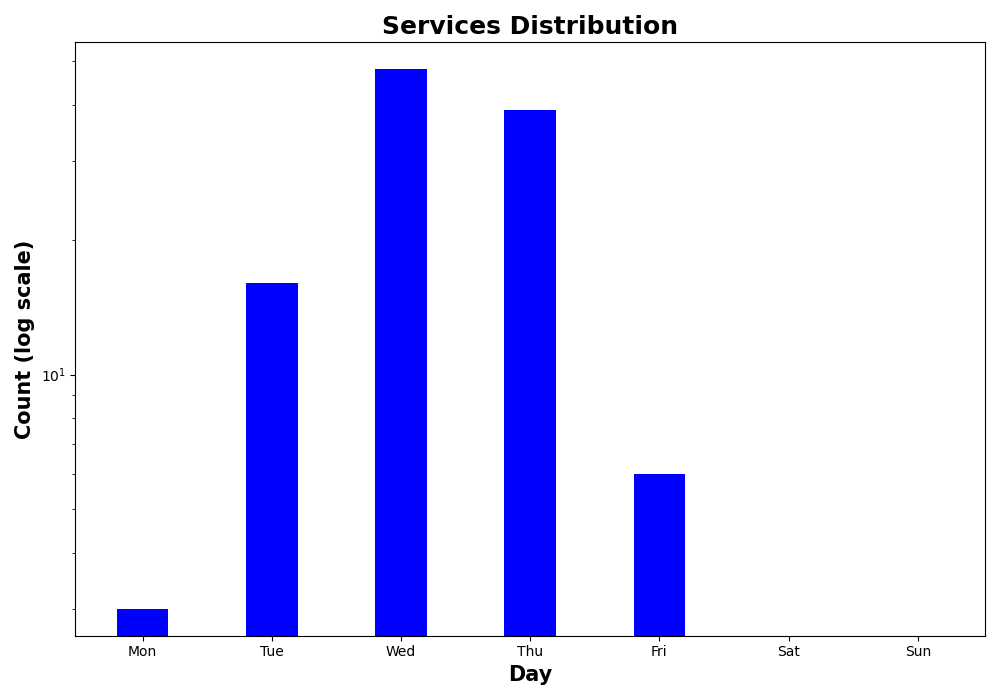 Services Distribution
Count (log scale)
10¹
Mon Tue Wed Thu Fri Sat Sun
Day